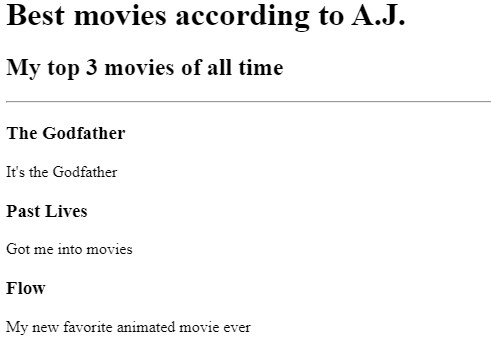 Best movies according to A.J.
My top 3 movies of all time
The Godfather
It's the Godfather
Past Lives
Got me into movies
Flow
My new favorite animated movie ever